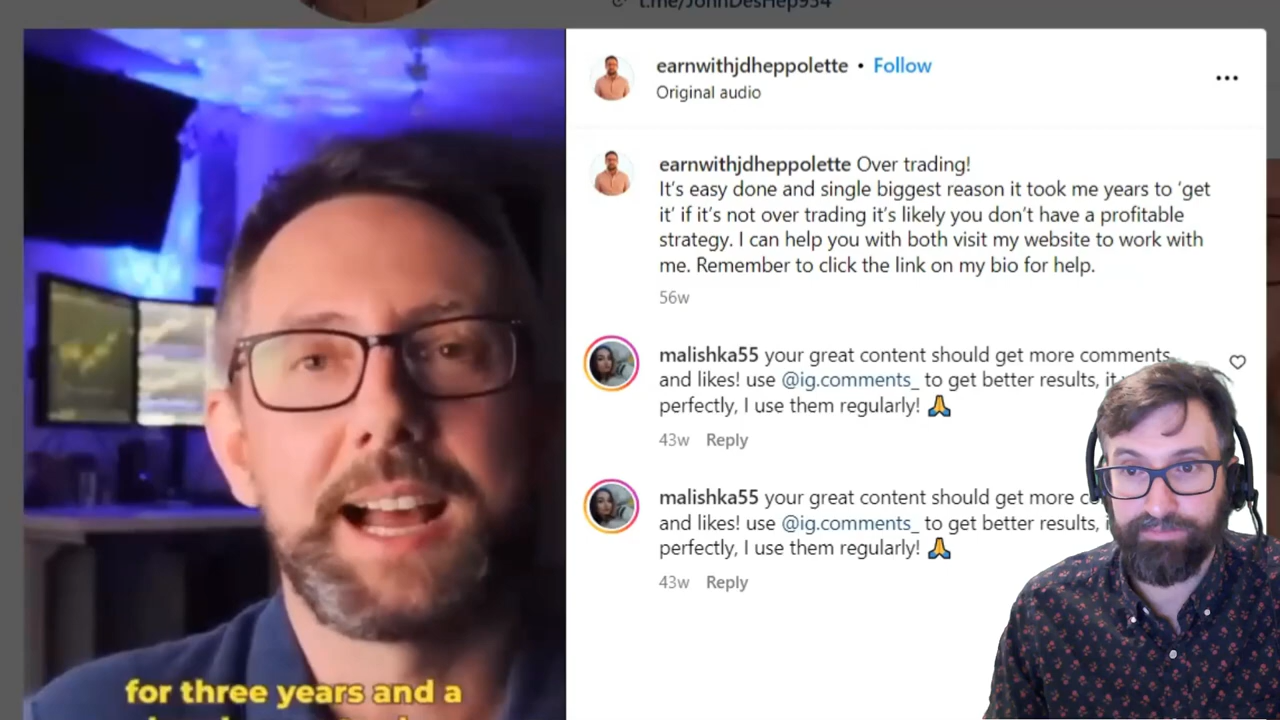 t.me/JohnDesHep934
earnwithjdheppolette • Follow
Original audio
earnwithjdheppolette Over trading!
It's easy done and single biggest reason it took me years to 'get
it' if it's not over trading it's likely you don't have a profitable
strategy. I can help you with both visit my website to work with
me. Remember to click the link on my bio for help.
56w
malishka55 your great content should get more comments
and likes! use @ig.comments_ to get better results, it
perfectly, I use them regularly! 🙏
43w Reply
malishka55 your great content should get more
and likes! use @ig.comments_ to get better results,
perfectly, I use them regularly! 🙏
43w Reply
for three years and a